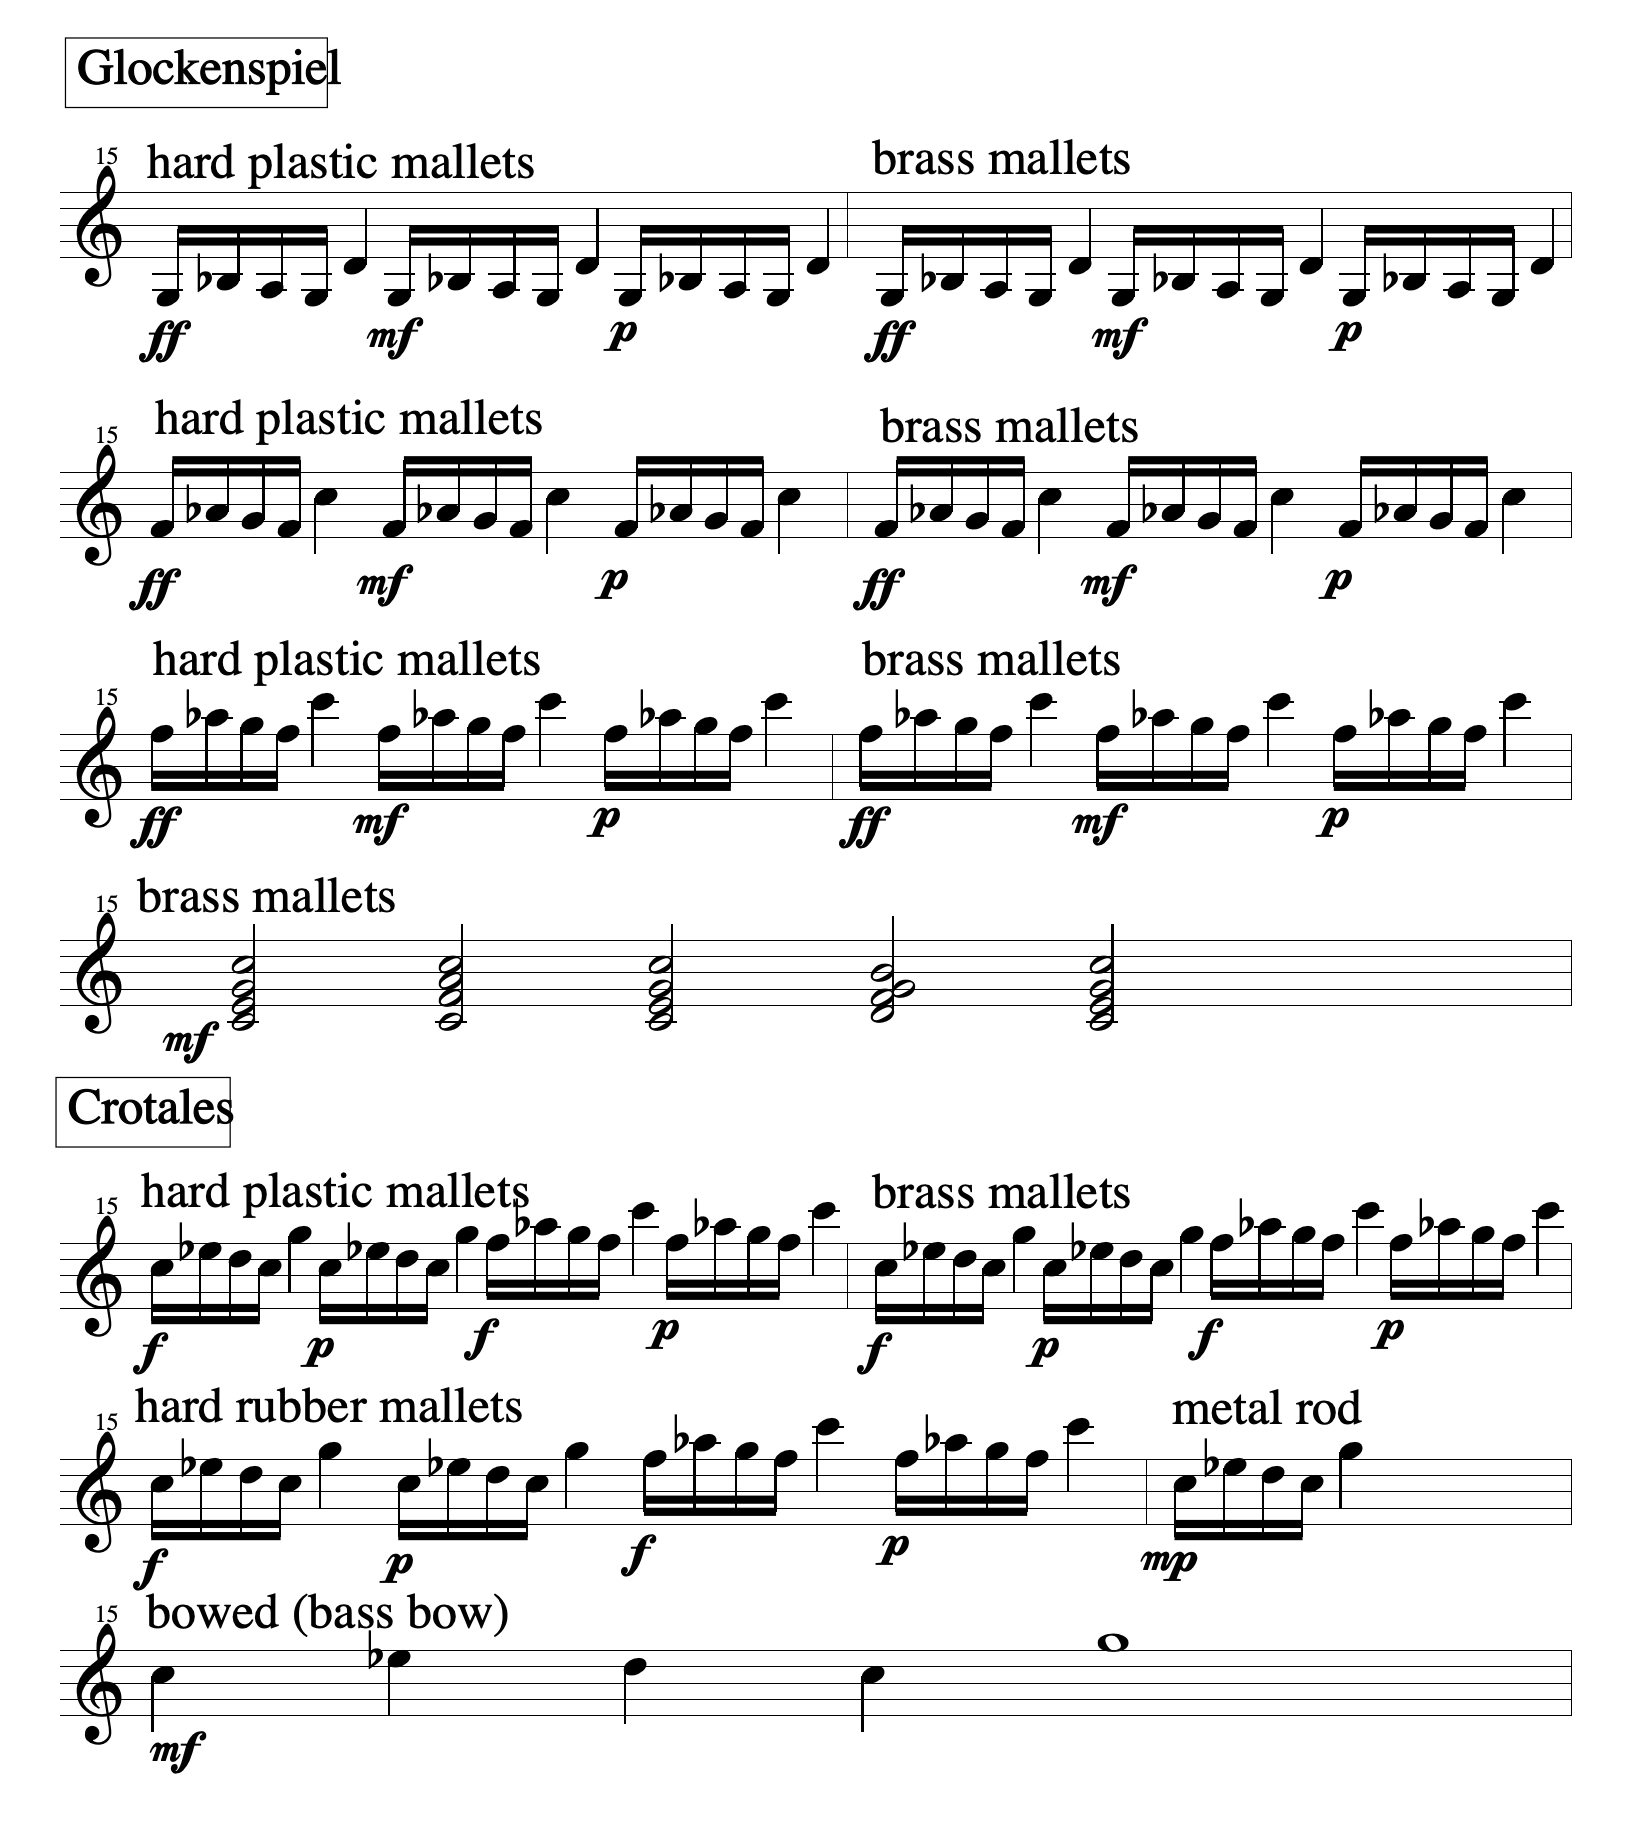 Glockenspiel
15 hard plastic mallets brass mallets
ff mf p ff mf p
15 hard plastic mallets brass mallets
ff mf p ff mf p
15 hard plastic mallets brass mallets
ff mf p ff mf p
15 brass mallets
mf
Crotales
15 hard plastic mallets brass mallets
f p f p f p f p
15 hard rubber mallets metal rod
f p f p mp
15 bowed (bass bow)
mf